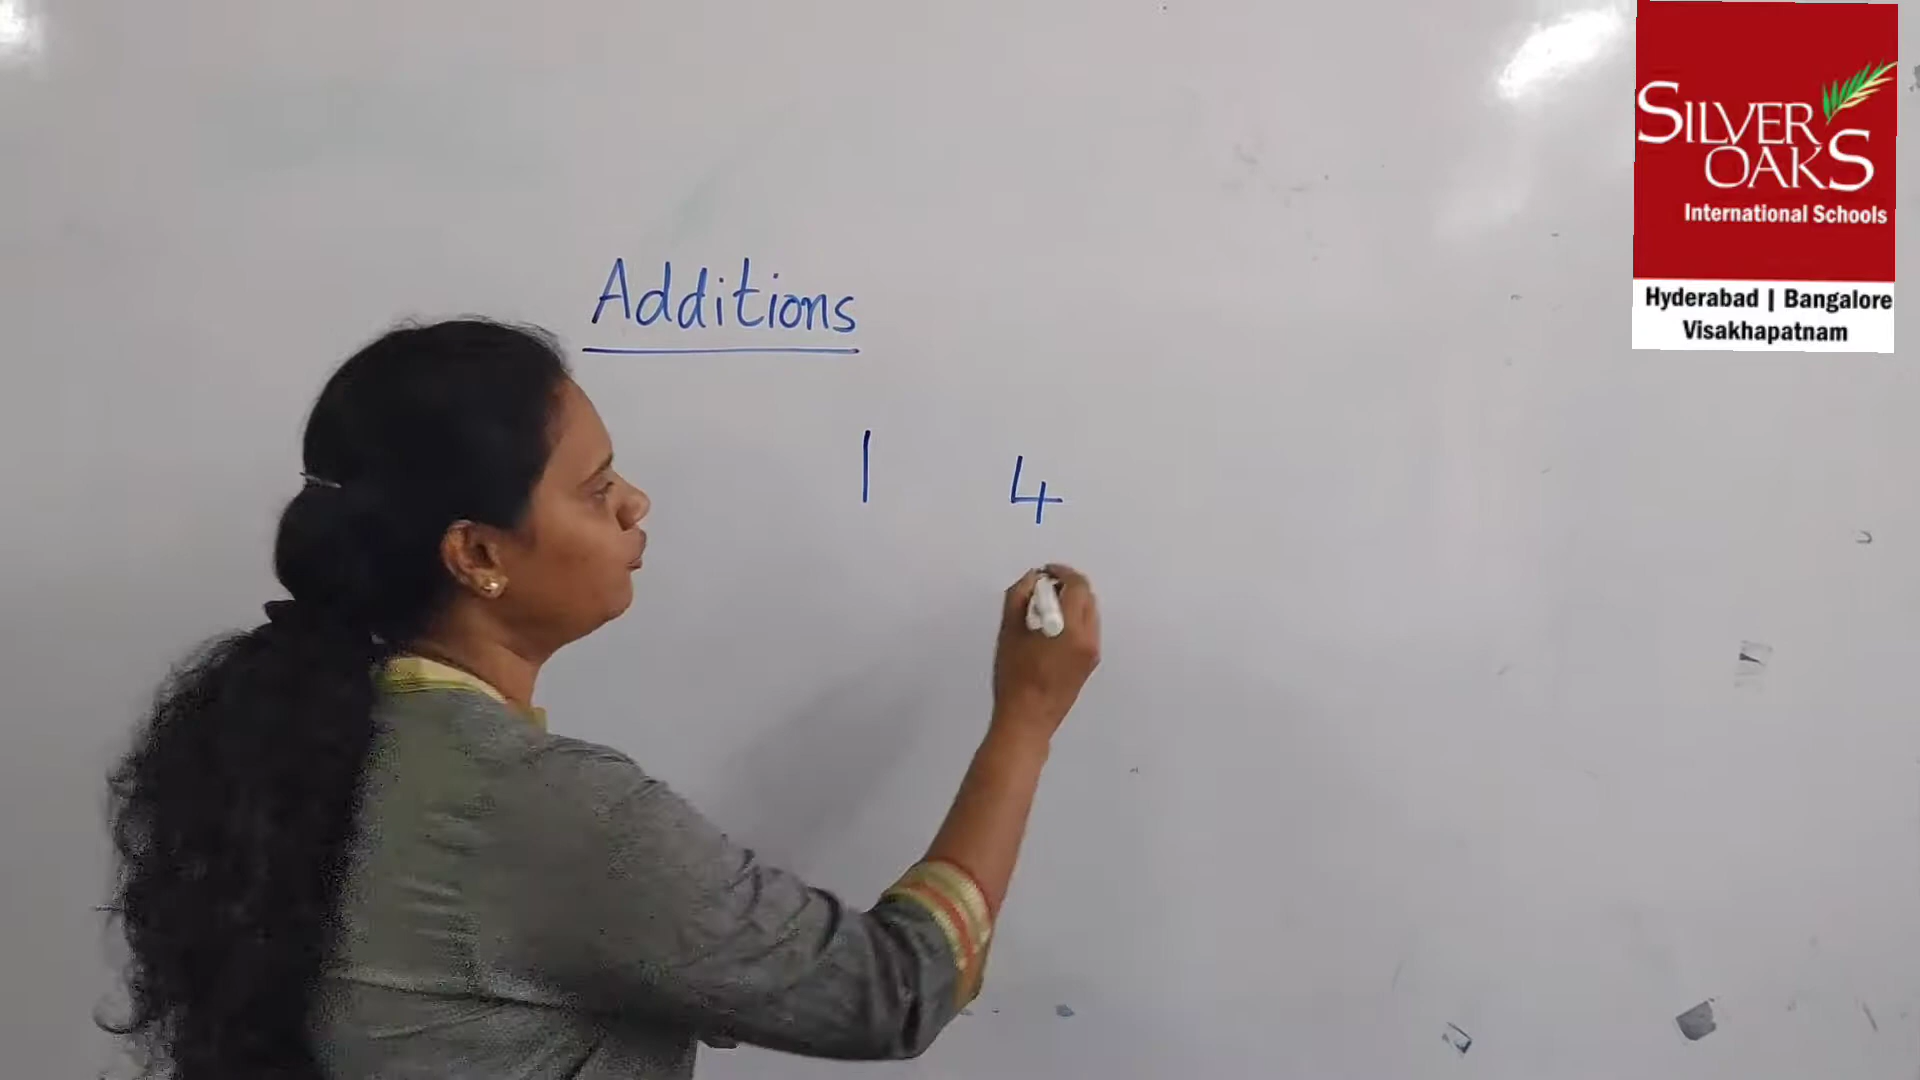 Additions
1 4
SILVER OAKS
International Schools
Hyderabad | Bangalore
Visakhapatnam